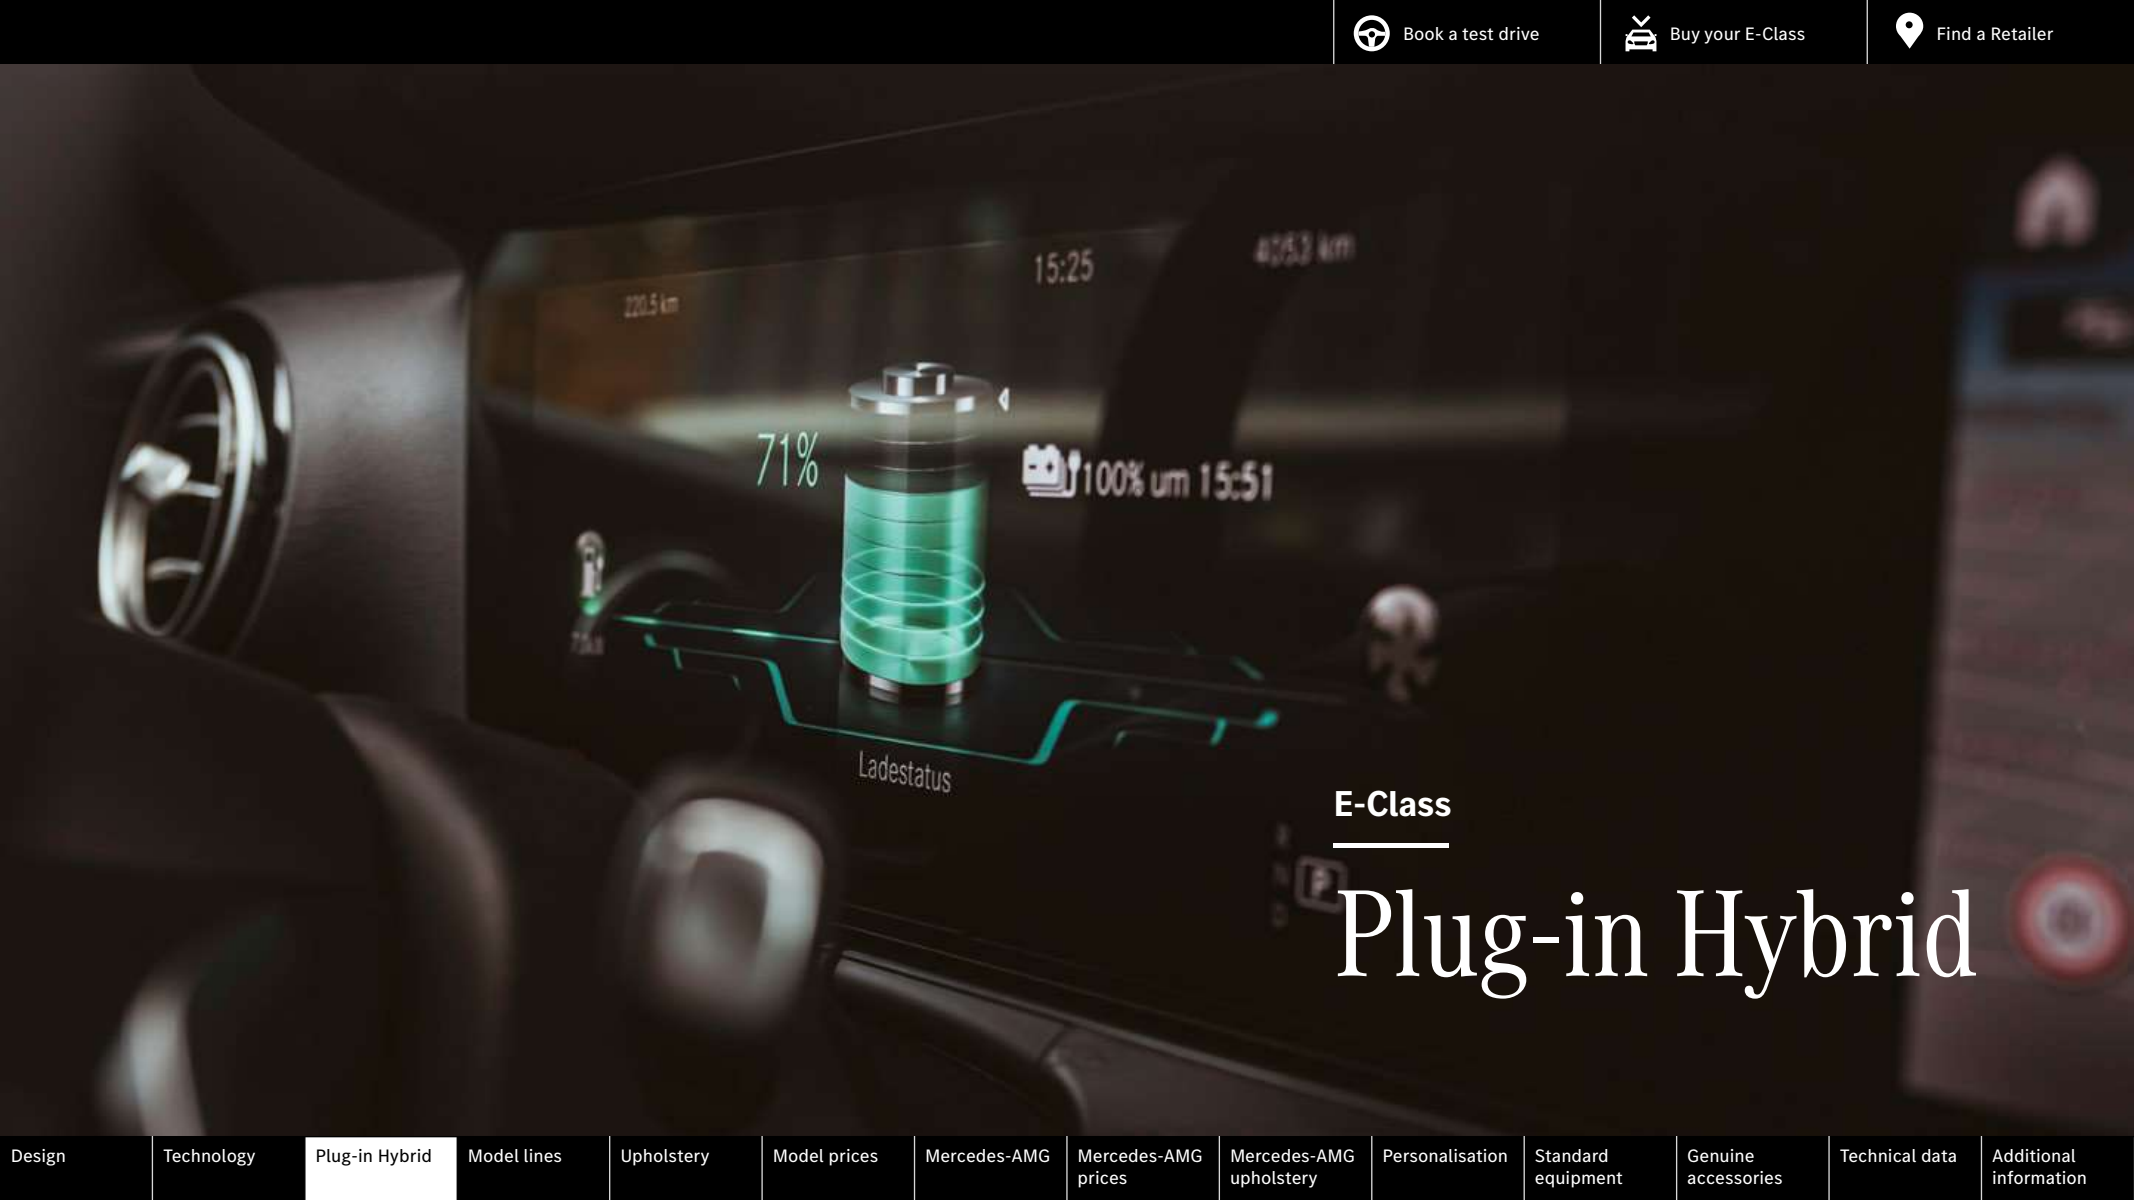 Book a test drive
Buy your E-Class
Find a Retailer
15:25
220.5 km
71%
100% um 15:51
Ladestatus
E-Class
P
Plug-in Hybrid
Design
Technology
Plug-in Hybrid
Model lines
Upholstery
Model prices
Mercedes-AMG
Mercedes-AMG
prices
Mercedes-AMG
upholstery
Personalisation
Standard
equipment
Genuine
accessories
Technical data
Additional
information